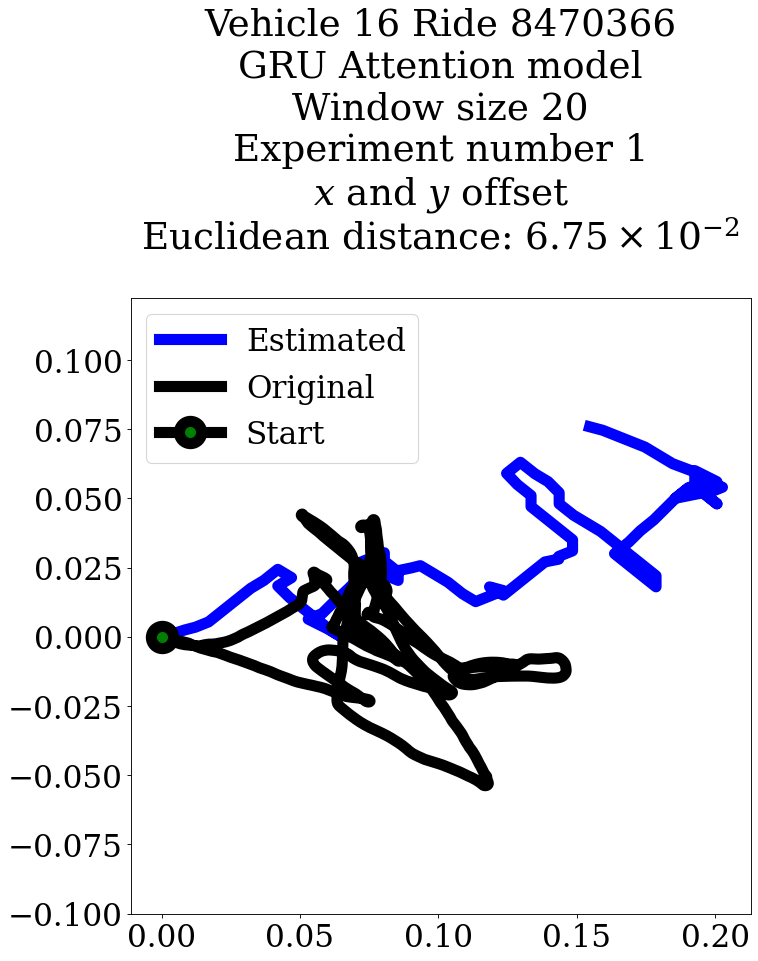 Vehicle 16 Ride 8470366
GRU Attention model
Window size 20
Experiment number 1
x and y offset
Euclidean distance: 6.75 × 10⁻²
Estimated
Original
Start
0.100
0.075
0.050
0.025
0.000
−0.025
−0.050
−0.075
−0.100
0.00 0.05 0.10 0.15 0.20